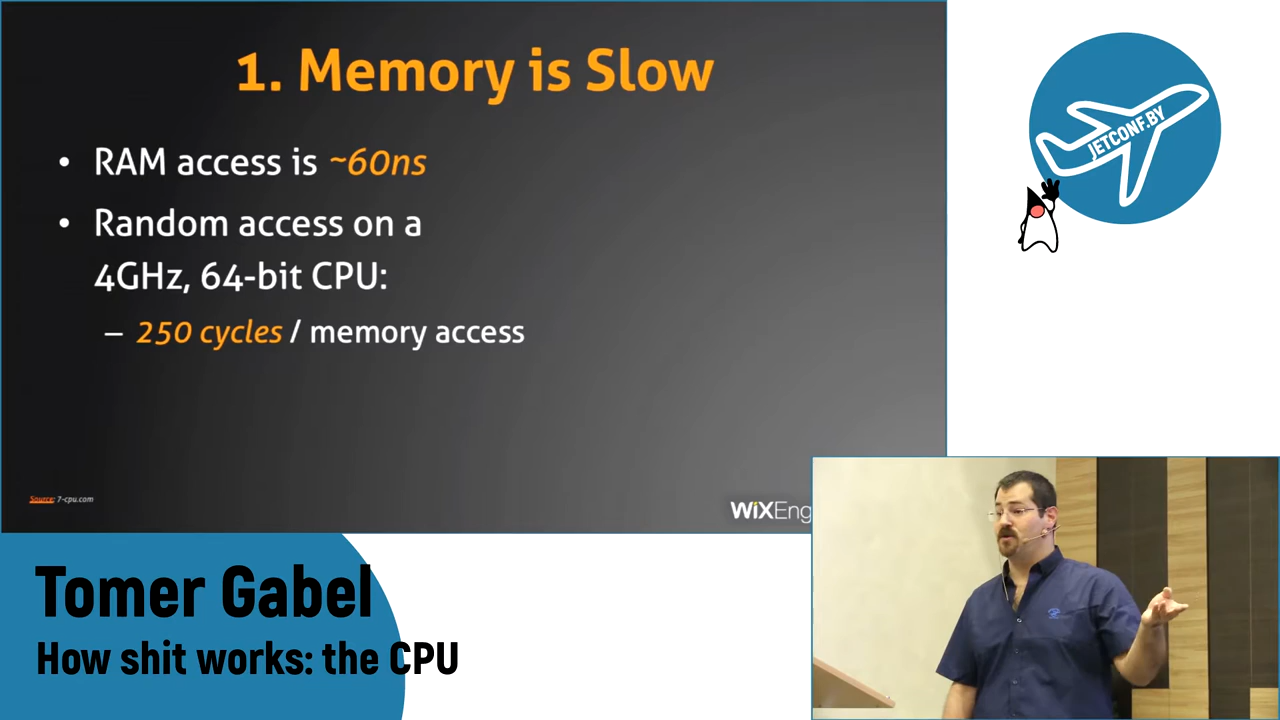 1. Memory is Slow
• RAM access is ~60ns
• Random access on a
4GHz, 64-bit CPU:
– 250 cycles / memory access
Source: 7-cpu.com
WiXEng
JETCONF.BY
Tomer Gabel
How shit works: the CPU